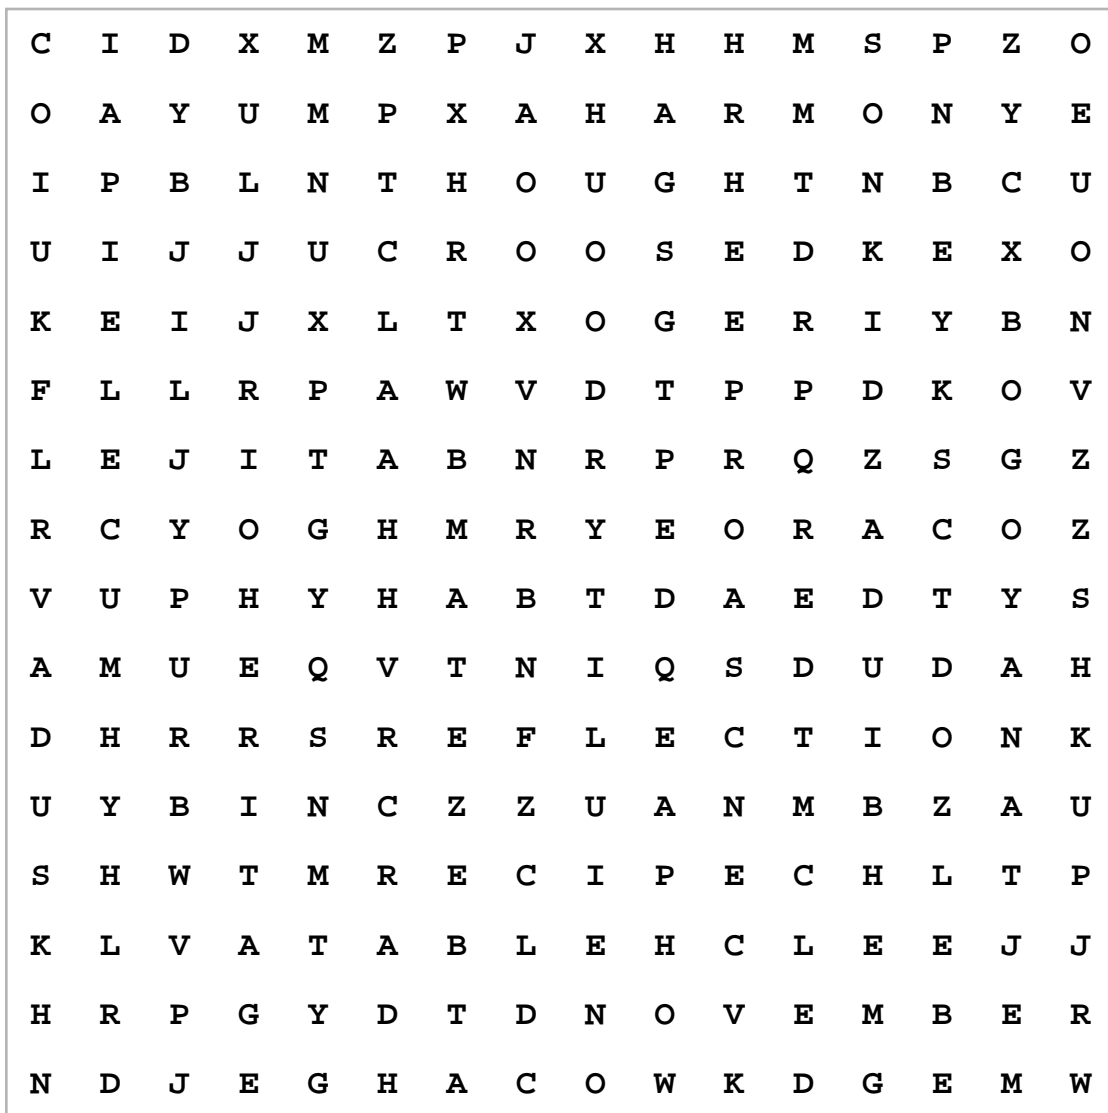 C I D X M Z P J X H H M S P Z O
O A Y U M P X A H A R M O N Y E
I P B L N T H O U G H T N B C U
U I J J U C R O O S E D K E X O
K E I J X L T X O G E R I Y B N
F L L R P A W V D T P P D K O V
L E J I T A B N R P R Q Z S G Z
R C Y O G H M R Y E O R A C O Z
V U P H Y H A B T D A E D T Y S
A M U E Q V T N I Q S D U D A H
D H R R S R E F L E C T I O N K
U Y B I N C Z Z U A N M B Z A U
S H W T M R E C I P E C H L T P
K L V A T A B L E H C L E E J J
H R P G Y D T D N O V E M B E R
N D J E G H A C O W K D G E M W